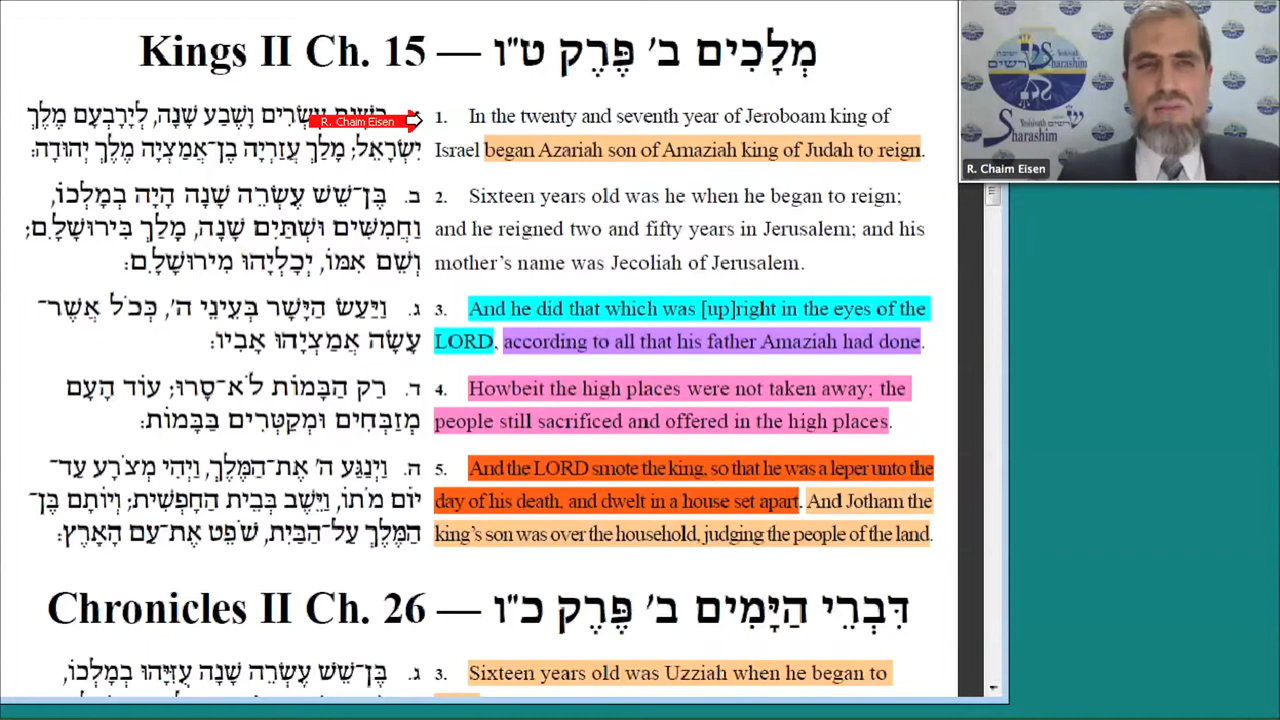 Kings II Ch. 15 — מְלָכִים ב׳ פֶּרֶק ט״ו
עֶשְׂרִים וָשֶׁבַע שָׁנָה, לְיָרָבְעָם מֶלֶךְ
יִשְׂרָאֵל; מָלַךְ עֲזַרְיָה בֶן־אֲמַצְיָה מֶלֶךְ יְהוּדָה:
ב. בֶּן־שֵׁשׁ עֶשְׂרֵה שָׁנָה הָיָה בְמָלְכוֹ,
וַחֲמִשִּׁים וּשְׁתַּיִם שָׁנָה, מָלַךְ בִּירוּשָׁלָ͏ִם;
וְשֵׁם אִמּוֹ, יְכָלְיָהוּ מִירוּשָׁלָ͏ִם:
ג. וַיַּעַשׂ הַיָּשָׁר בְּעֵינֵי ה׳, כְּכֹל אֲשֶׁר־
עָשָׂה אֲמַצְיָהוּ אָבִיו:
ד. רַק הַבָּמוֹת לֹא־סָרוּ; עוֹד הָעָם
מְזַבְּחִים וּמְקַטְּרִים בַּבָּמוֹת:
ה. וַיְנַגַּע ה׳ אֶת־הַמֶּלֶךְ, וַיְהִי מְצֹרָע עַד־
יוֹם מֹתוֹ, וַיֵּשֶׁב בְּבֵית הַחָפְשִׁית; וְיוֹתָם בֶּן־
הַמֶּלֶךְ עַל־הַבַּיִת, שֹׁפֵט אֶת־עַם הָאָרֶץ:
R. Chaim Eisen
1. In the twenty and seventh year of Jeroboam king of
Israel began Azariah son of Amaziah king of Judah to reign.
2. Sixteen years old was he when he began to reign;
and he reigned two and fifty years in Jerusalem; and his
mother’s name was Jecoliah of Jerusalem.
3. And he did that which was [up]right in the eyes of the
LORD, according to all that his father Amaziah had done.
4. Howbeit the high places were not taken away; the
people still sacrificed and offered in the high places.
5. And the LORD smote the king, so that he was a leper unto the
day of his death, and dwelt in a house set apart. And Jotham the
king’s son was over the household, judging the people of the land.
Chronicles II Ch. 26 — דִּבְרֵי הַיָּמִים ב׳ פֶּרֶק כ״ו
ג. בֶּן־שֵׁשׁ עֶשְׂרֵה שָׁנָה עֻזִּיָּהוּ בְמָלְכוֹ,
3. Sixteen years old was Uzziah when he began to
Yeshivath
Sharashim
R. Chaim Eisen